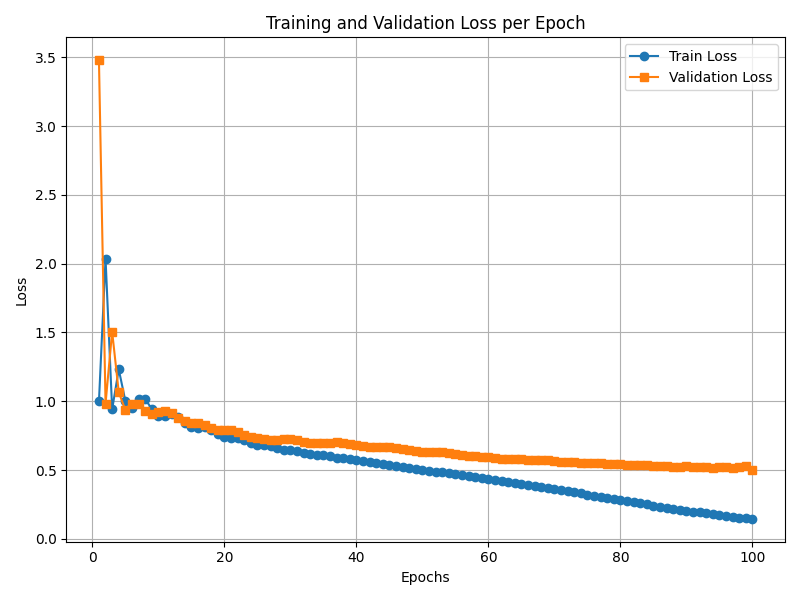 Training and Validation Loss per Epoch
Train Loss
Validation Loss
3.5
3.0
2.5
2.0
1.5
1.0
0.5
0.0
Loss
0 20 40 60 80 100
Epochs